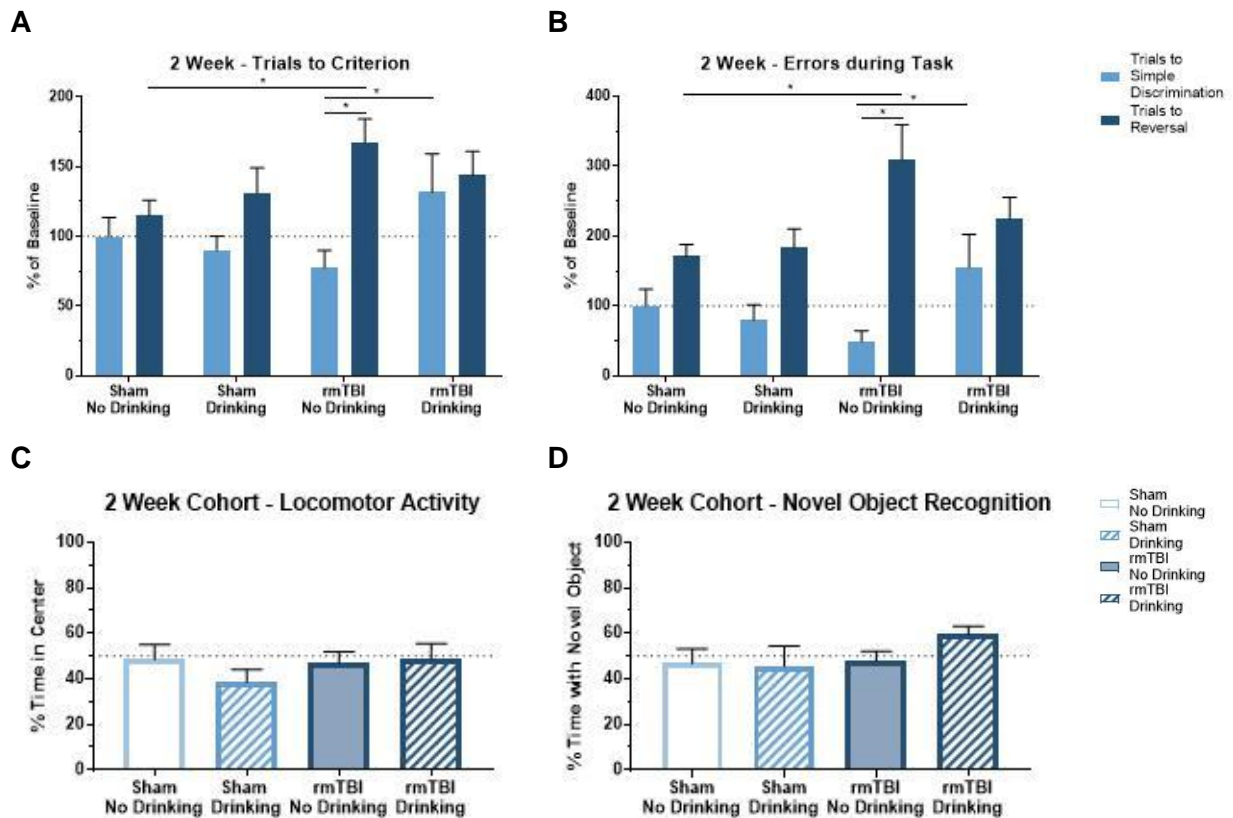 A
B
2 Week - Trials to Criterion
2 Week - Errors during Task
Trials to
Simple
Discrimination
Trials to
Reversal
*
*
*
*
*
*
% of Baseline
200
150
100
50
0
% of Baseline
400
300
200
100
0
Sham
No Drinking
Sham
Drinking
rmTBI
No Drinking
rmTBI
Drinking
Sham
No Drinking
Sham
Drinking
rmTBI
No Drinking
rmTBI
Drinking
C
D
2 Week Cohort - Locomotor Activity
2 Week Cohort - Novel Object Recognition
Sham
No Drinking
Sham
Drinking
rmTBI
No Drinking
rmTBI
Drinking
% Time in Center
100
80
60
40
20
0
% Time with Novel Object
100
80
60
40
20
0
Sham
No Drinking
Sham
Drinking
rmTBI
No Drinking
rmTBI
Drinking
Sham
No Drinking
Sham
Drinking
rmTBI
No Drinking
rmTBI
Drinking